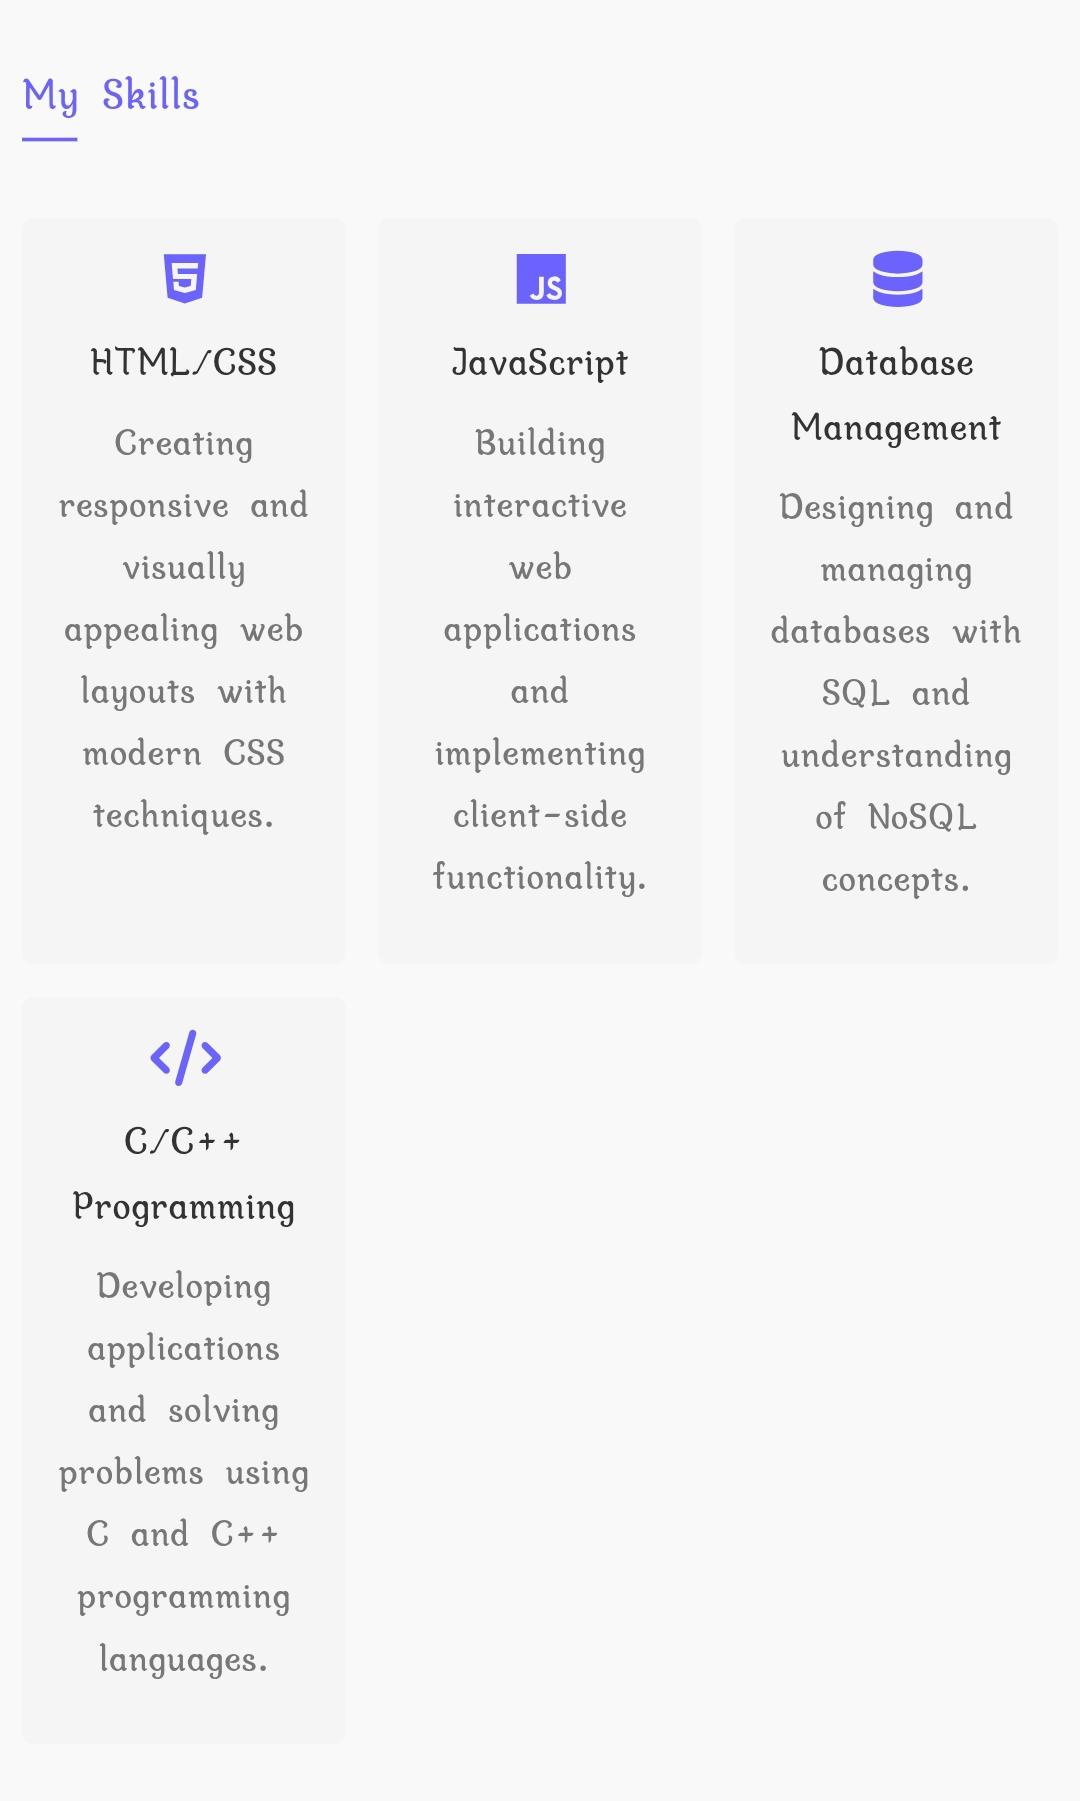 My Skills
HTML/CSS
Creating
responsive and
visually
appealing web
layouts with
modern CSS
techniques.
JS
JavaScript
Building
interactive
web
applications
and
implementing
client-side
functionality.
Database
Management
Designing and
managing
databases with
SQL and
understanding
of NoSQL
concepts.
</>
C/C++
Programming
Developing
applications
and solving
problems using
C and C++
programming
languages.